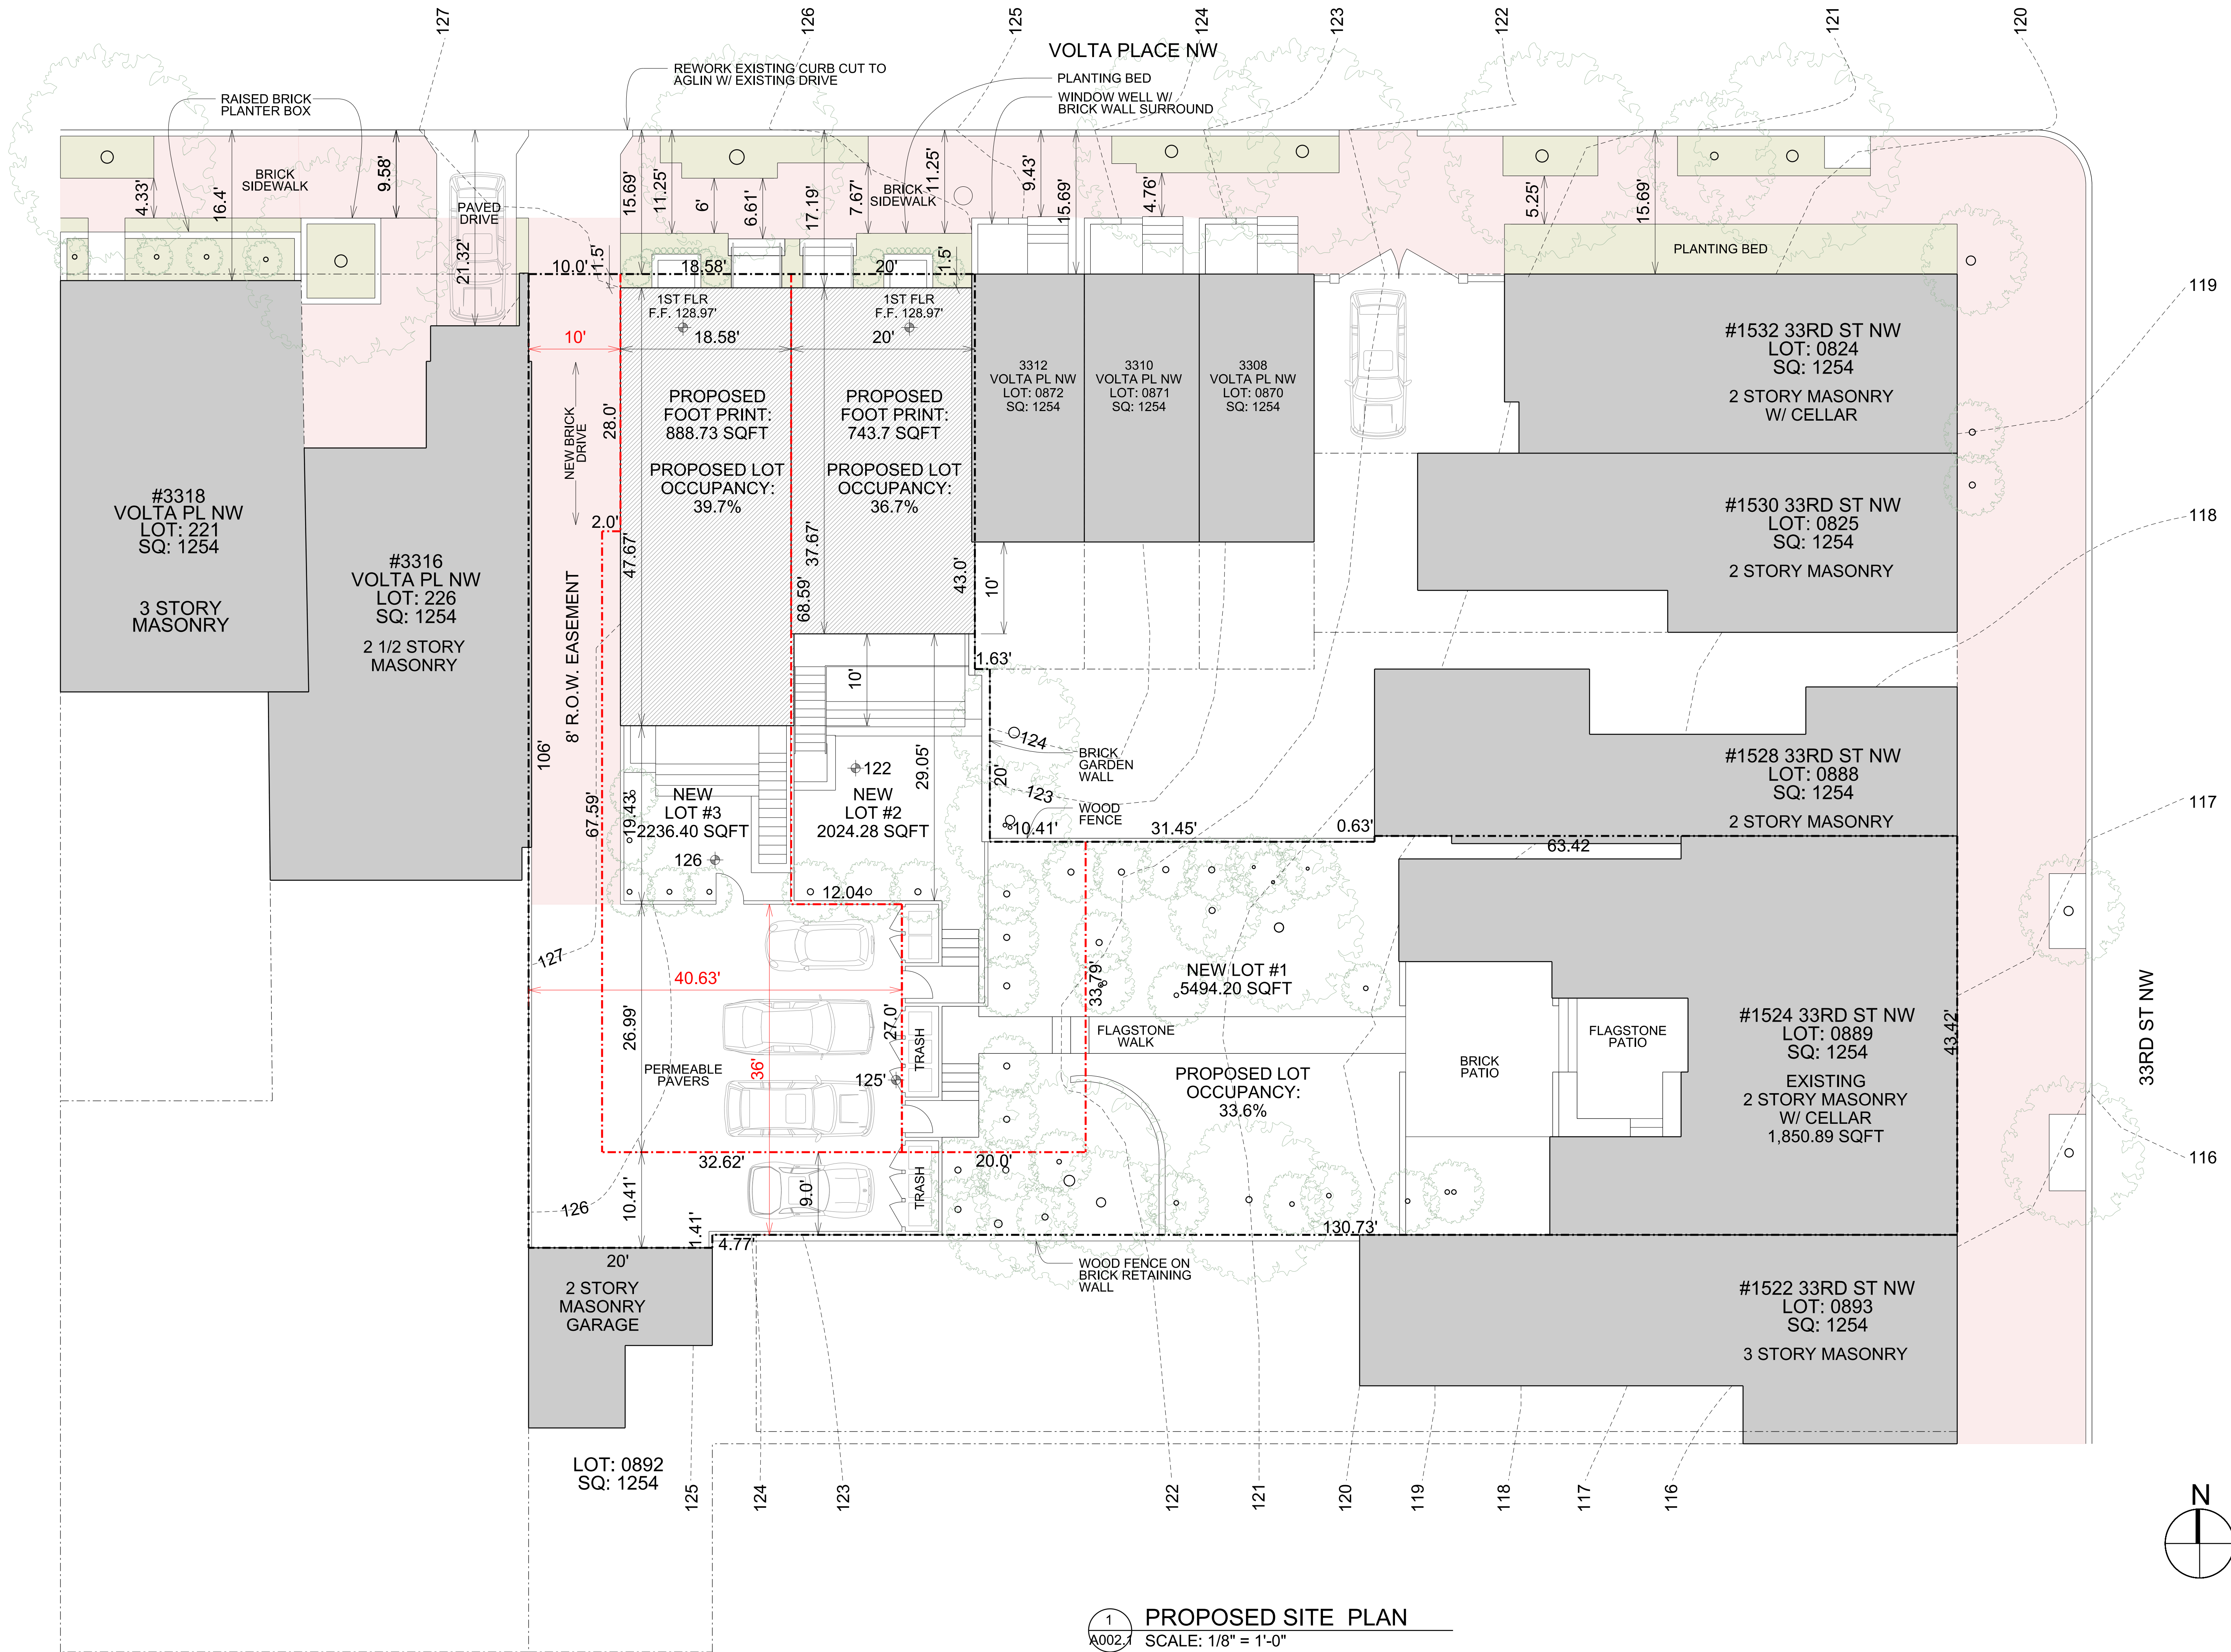 127
126
125
124
123
122
121
120
VOLTA PLACE NW
REWORK EXISTING CURB CUT TO
AGLIN W/ EXISTING DRIVE
PLANTING BED
WINDOW WELL W/
BRICK WALL SURROUND
RAISED BRICK
PLANTER BOX
BRICK
SIDEWALK
4.33'
16.4'
9.58'
PAVED
DRIVE
21.32'
15.69'
11.25'
6'
6.61'
17.19'
7.67'
BRICK
SIDEWALK
11.25'
9.43'
15.69'
4.76'
5.25'
15.69'
PLANTING BED
10.0'
1.5'
18.58'
20'
1.5'
119
1ST FLR
F.F. 128.97'
1ST FLR
F.F. 128.97'
10'
18.58'
20'
NEW BRICK
DRIVE
28.0'
PROPOSED
FOOT PRINT:
888.73 SQFT
PROPOSED LOT
OCCUPANCY:
39.7%
PROPOSED
FOOT PRINT:
743.7 SQFT
PROPOSED LOT
OCCUPANCY:
36.7%
3312
VOLTA PL NW
LOT: 0872
SQ: 1254
3310
VOLTA PL NW
LOT: 0871
SQ: 1254
3308
VOLTA PL NW
LOT: 0870
SQ: 1254
#1532 33RD ST NW
LOT: 0824
SQ: 1254
2 STORY MASONRY
W/ CELLAR
#3318
VOLTA PL NW
LOT: 221
SQ: 1254
3 STORY
MASONRY
#3316
VOLTA PL NW
LOT: 226
SQ: 1254
2 1/2 STORY
MASONRY
2.0'
47.67'
37.67'
68.59'
43.0'
10'
#1530 33RD ST NW
LOT: 0825
SQ: 1254
2 STORY MASONRY
118
8' R.O.W. EASEMENT
106'
67.59'
1.63'
10'
29.05'
122
124
BRICK
GARDEN
WALL
20'
123
WOOD
FENCE
10.41'
31.45'
0.63'
#1528 33RD ST NW
LOT: 0888
SQ: 1254
2 STORY MASONRY
117
63.42
19.43'
NEW
LOT #3
2236.40 SQFT
NEW
LOT #2
2024.28 SQFT
126
12.04
127
40.63'
26.99'
PERMEABLE
PAVERS
36'
27.0'
125'
TRASH
33.79'
NEW LOT #1
5494.20 SQFT
FLAGSTONE
WALK
PROPOSED LOT
OCCUPANCY:
33.6%
BRICK
PATIO
FLAGSTONE
PATIO
#1524 33RD ST NW
LOT: 0889
SQ: 1254
EXISTING
2 STORY MASONRY
W/ CELLAR
1,850.89 SQFT
43.42'
33RD ST NW
116
32.62'
20.0'
126
10.41'
9.0'
TRASH
1.41'
4.77'
130.73'
20'
2 STORY
MASONRY
GARAGE
WOOD FENCE ON
BRICK RETAINING
WALL
#1522 33RD ST NW
LOT: 0893
SQ: 1254
3 STORY MASONRY
LOT: 0892
SQ: 1254
125
124
123
122
121
120
119
118
117
116
N
1
A002.1
PROPOSED SITE PLAN
SCALE: 1/8" = 1'-0"